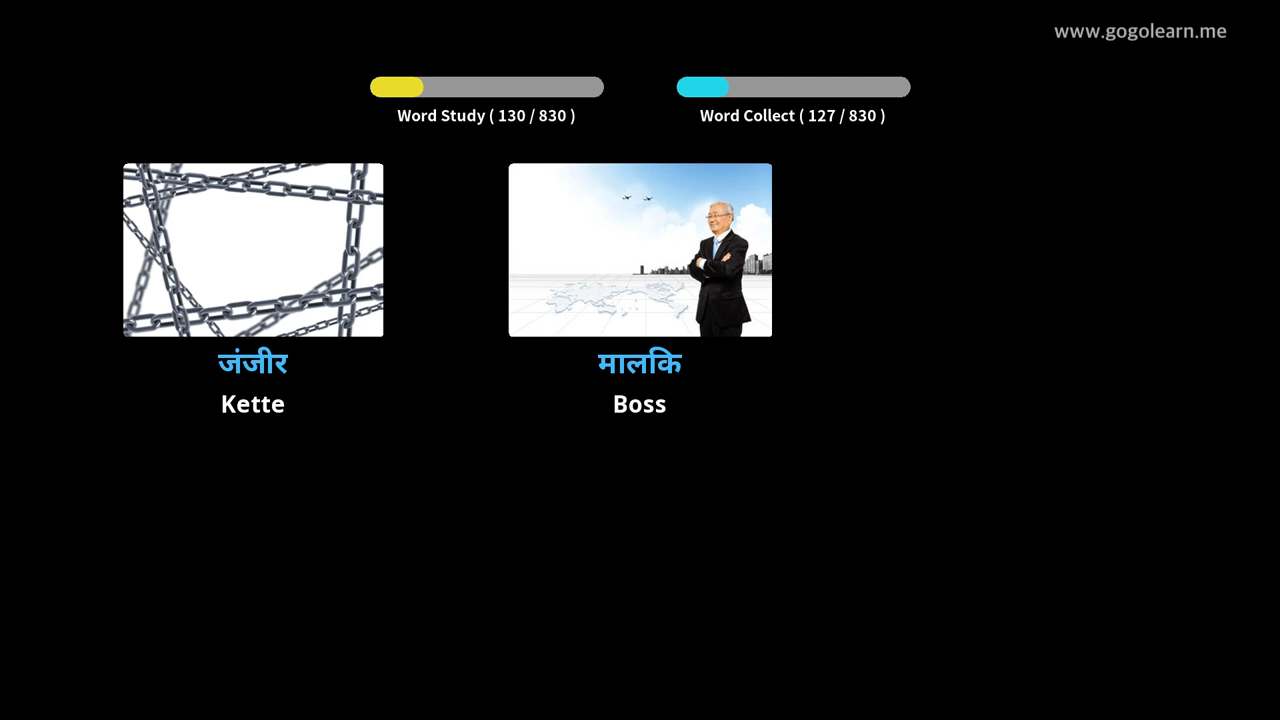 www.gogolearn.me
Word Study ( 130 / 830 )
Word Collect ( 127 / 830 )
जंजीर
मालकि
Kette
Boss